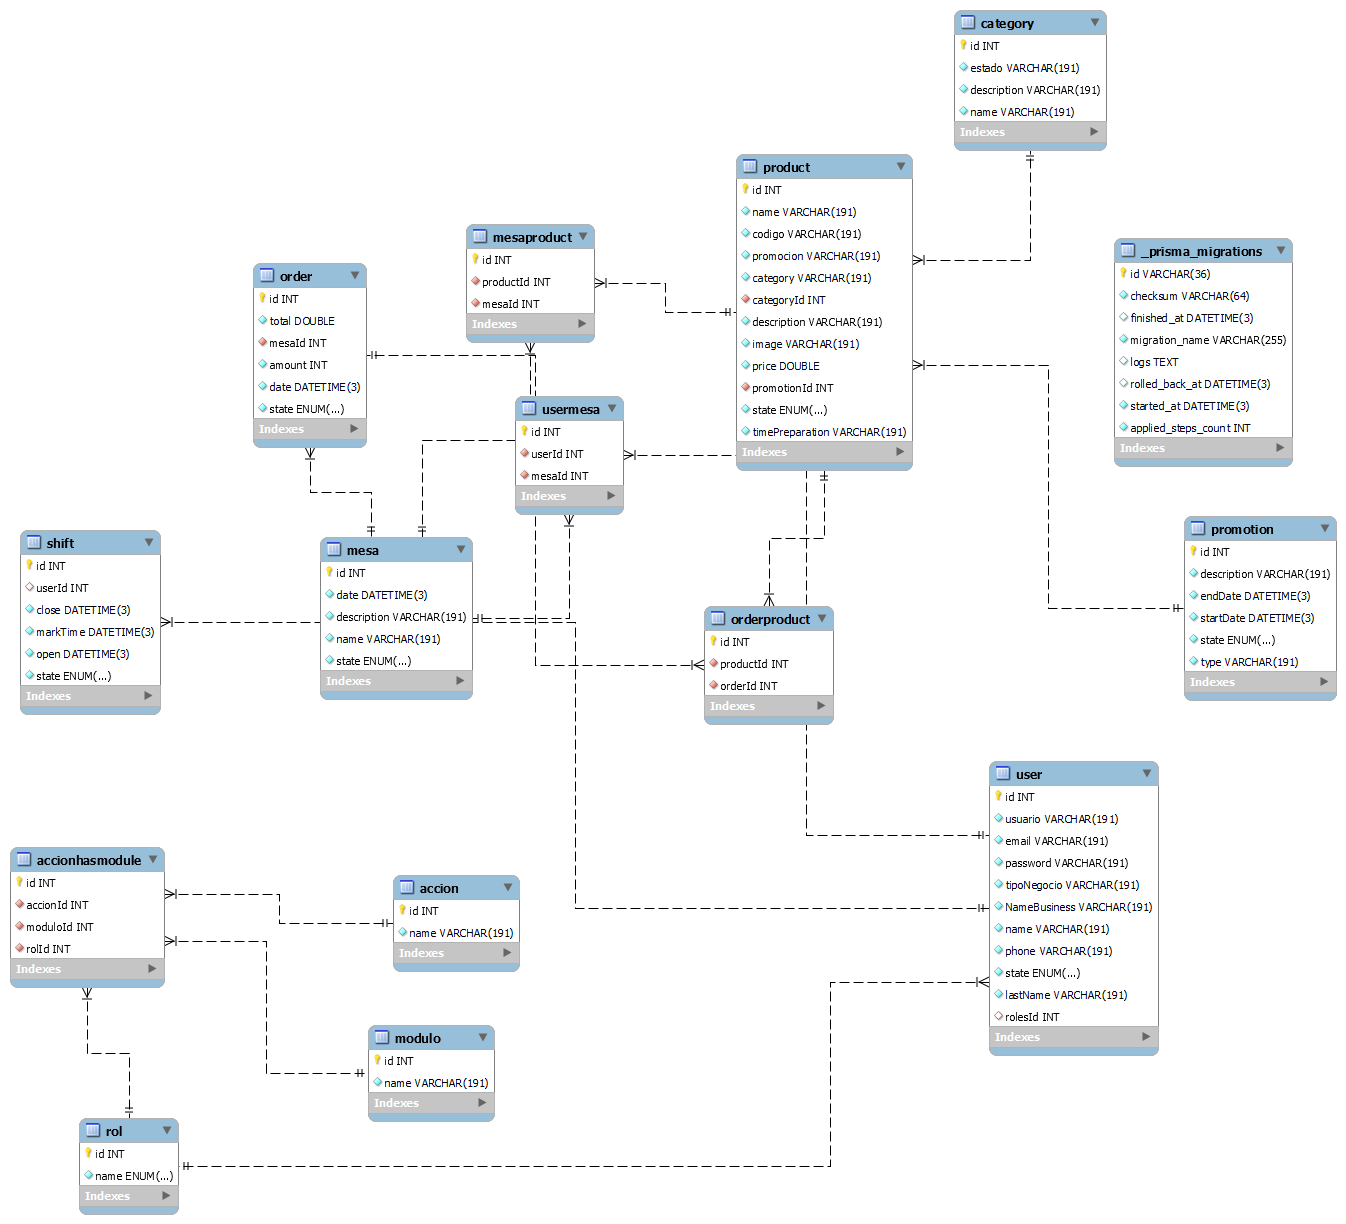 category
id INT
estado VARCHAR(191)
description VARCHAR(191)
name VARCHAR(191)
Indexes
product
id INT
name VARCHAR(191)
codigo VARCHAR(191)
promocion VARCHAR(191)
category VARCHAR(191)
categoryId INT
description VARCHAR(191)
image VARCHAR(191)
price DOUBLE
promotionId INT
state ENUM(...)
timePreparation VARCHAR(191)
Indexes
mesaproduct
id INT
productId INT
mesaId INT
Indexes
_prisma_migrations
id VARCHAR(36)
checksum VARCHAR(64)
finished_at DATETIME(3)
migration_name VARCHAR(255)
logs TEXT
rolled_back_at DATETIME(3)
started_at DATETIME(3)
applied_steps_count INT
Indexes
order
id INT
total DOUBLE
mesaId INT
amount INT
date DATETIME(3)
state ENUM(...)
Indexes
usermesa
id INT
userId INT
mesaId INT
Indexes
promotion
id INT
description VARCHAR(191)
endDate DATETIME(3)
startDate DATETIME(3)
state ENUM(...)
type VARCHAR(191)
Indexes
shift
id INT
userId INT
close DATETIME(3)
markTime DATETIME(3)
open DATETIME(3)
state ENUM(...)
Indexes
mesa
id INT
date DATETIME(3)
description VARCHAR(191)
name VARCHAR(191)
state ENUM(...)
Indexes
orderproduct
id INT
productId INT
orderId INT
Indexes
user
id INT
usuario VARCHAR(191)
email VARCHAR(191)
password VARCHAR(191)
tipoNegocio VARCHAR(191)
NameBusiness VARCHAR(191)
name VARCHAR(191)
phone VARCHAR(191)
state ENUM(...)
lastName VARCHAR(191)
rolesId INT
Indexes
accionhasmodule
id INT
accionId INT
moduloId INT
rolId INT
Indexes
accion
id INT
name VARCHAR(191)
Indexes
modulo
id INT
name VARCHAR(191)
Indexes
rol
id INT
name ENUM(...)
Indexes